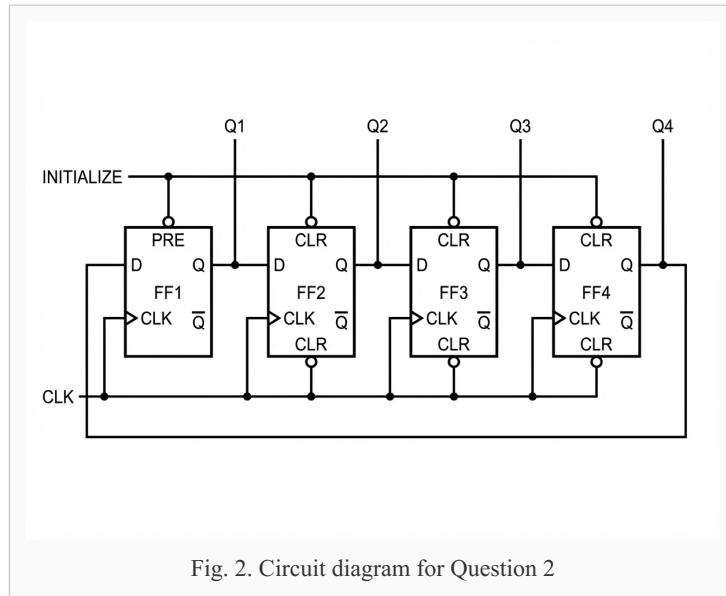 Q1 Q2 Q3 Q4
INITIALIZE
PRE CLR CLR CLR
D Q D Q D Q D Q
FF1 FF2 FF3 FF4
CLK Q̅ CLK Q̅ CLK Q̅ CLK Q̅
CLR CLR CLR
CLK
Fig. 2. Circuit diagram for Question 2